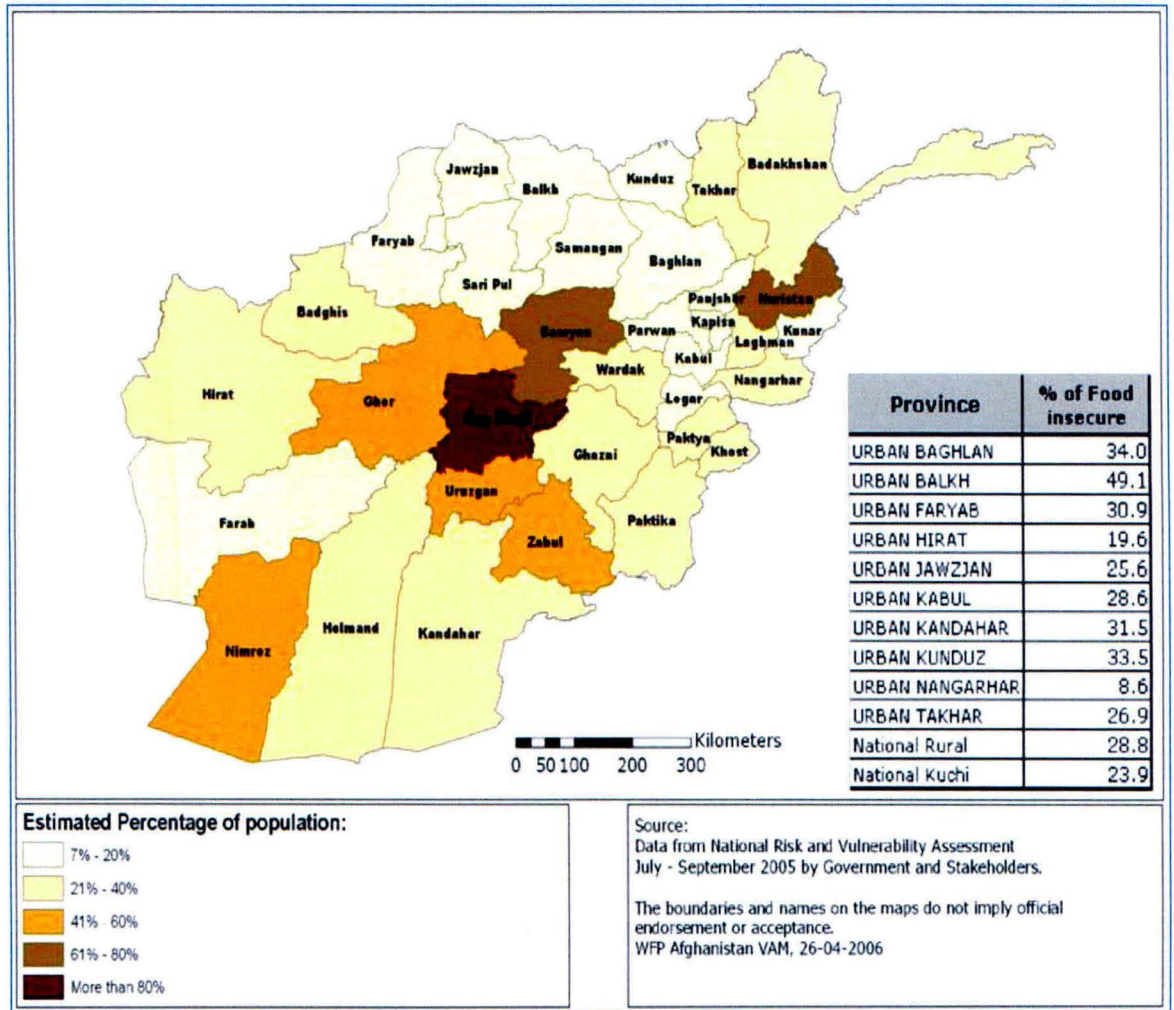 Badakhshan
Jawzjan
Kunduz
Takhar
Balkh
Faryab
Samangan
Baghlan
Sari Pul
Panjsher
Nuristan
Badghis
Bamyan
Parwan
Kapisa
Kunar
Laghman
Kabul
Wardak
Nangarhar
Hirat
Ghor
Logar
Paktya
Khost
Ghazni
Uruzgan
Farah
Paktika
Zabul
Helmand
Kandahar
Nimroz
Kilometers
0 50 100 200 300
Province % of Food insecure
URBAN BAGHLAN 34.0
URBAN BALKH 49.1
URBAN FARYAB 30.9
URBAN HIRAT 19.6
URBAN JAWZJAN 25.6
URBAN KABUL 28.6
URBAN KANDAHAR 31.5
URBAN KUNDUZ 33.5
URBAN NANGARHAR 8.6
URBAN TAKHAR 26.9
National Rural 28.8
National Kuchi 23.9
Estimated Percentage of population:
7% - 20%
21% - 40%
41% - 60%
61% - 80%
More than 80%
Source:
Data from National Risk and Vulnerability Assessment
July - September 2005 by Government and Stakeholders.
The boundaries and names on the maps do not imply official
endorsement or acceptance.
WFP Afghanistan VAM, 26-04-2006